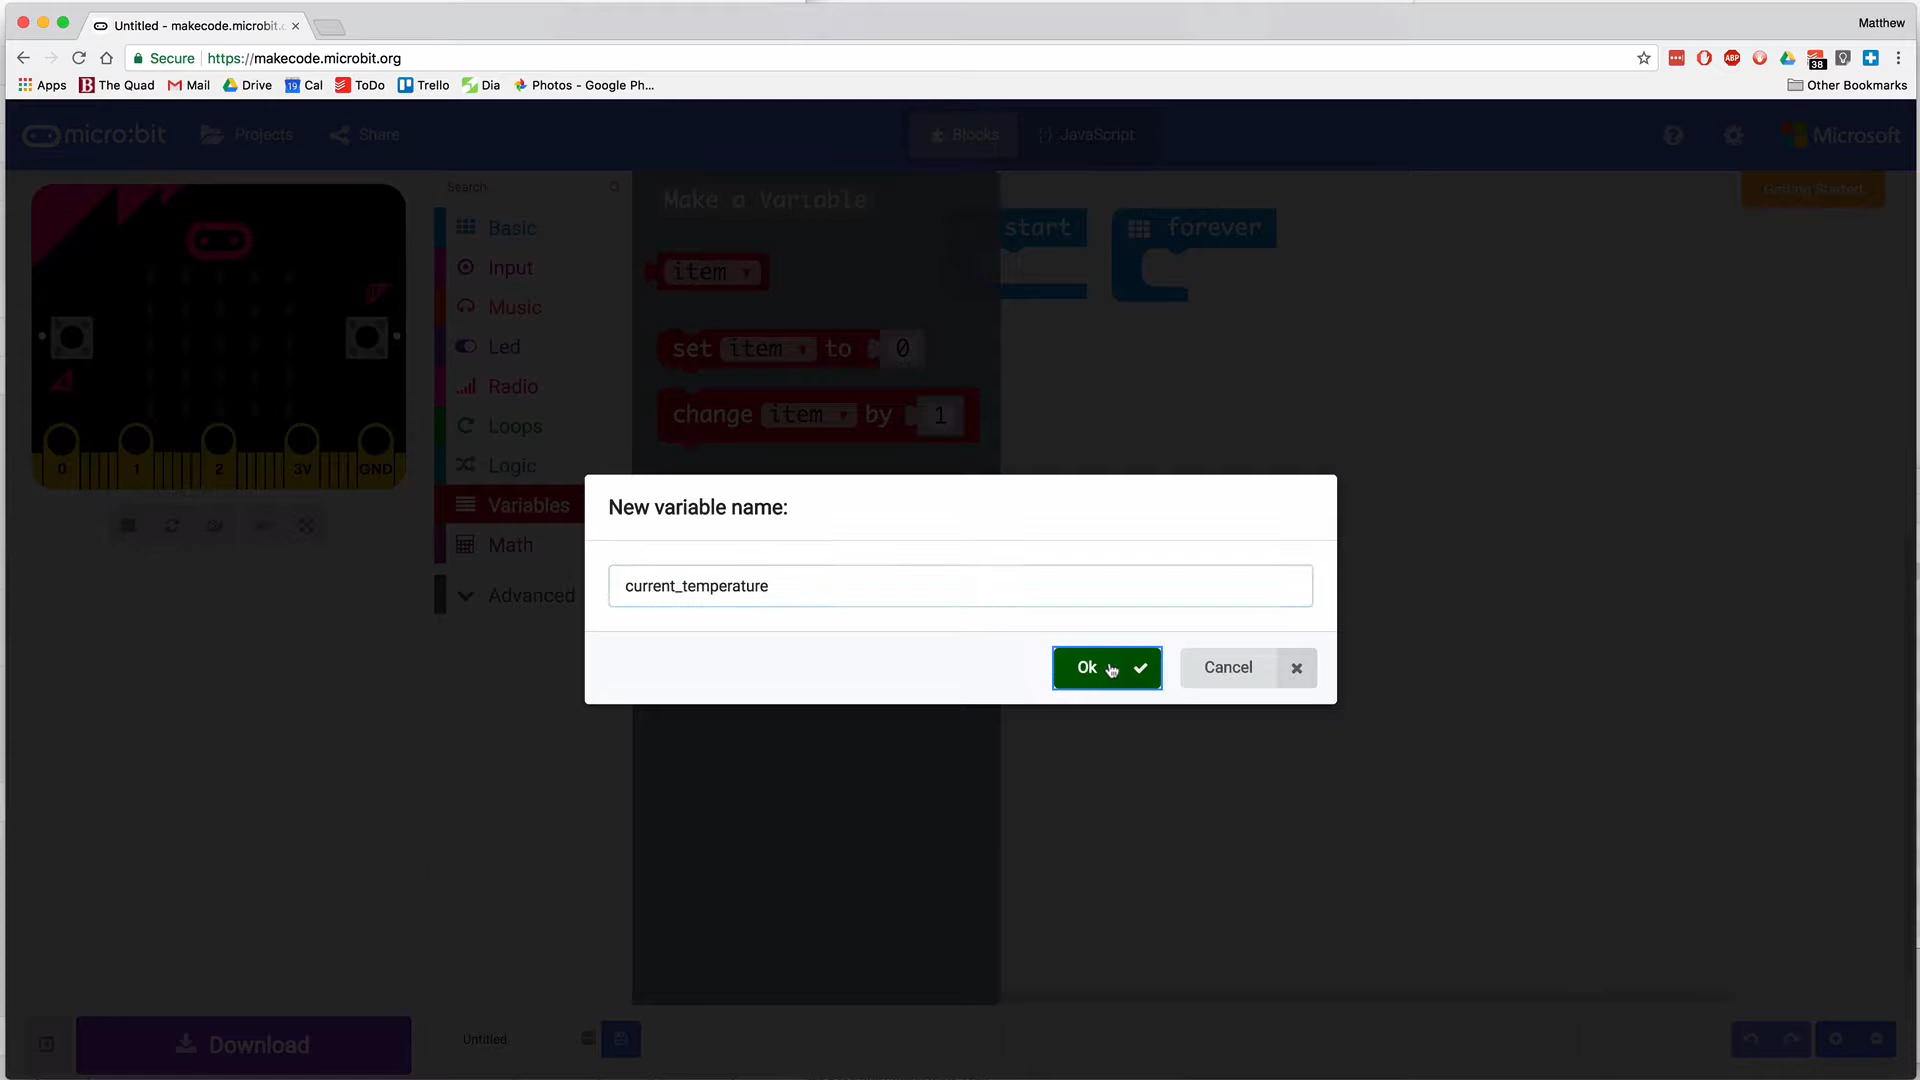 Untitled - makecode.microbit.
Matthew
Secure https://makecode.microbit.org
Apps The Quad Mail Drive 19 Cal ToDo Trello Dia Photos - Google Ph... Other Bookmarks
ABP
38
micro:bit Projects Share Blocks {} JavaScript Microsoft
Search...
Make a Variable
Getting Started
Basic
start
forever
Input
item
Music
Led
set item to 0
Radio
change item by 1
Loops
Logic
0 1 2 3V GND
Variables
New variable name:
Math
current_temperature
Advanced
Ok Cancel
Download
Untitled